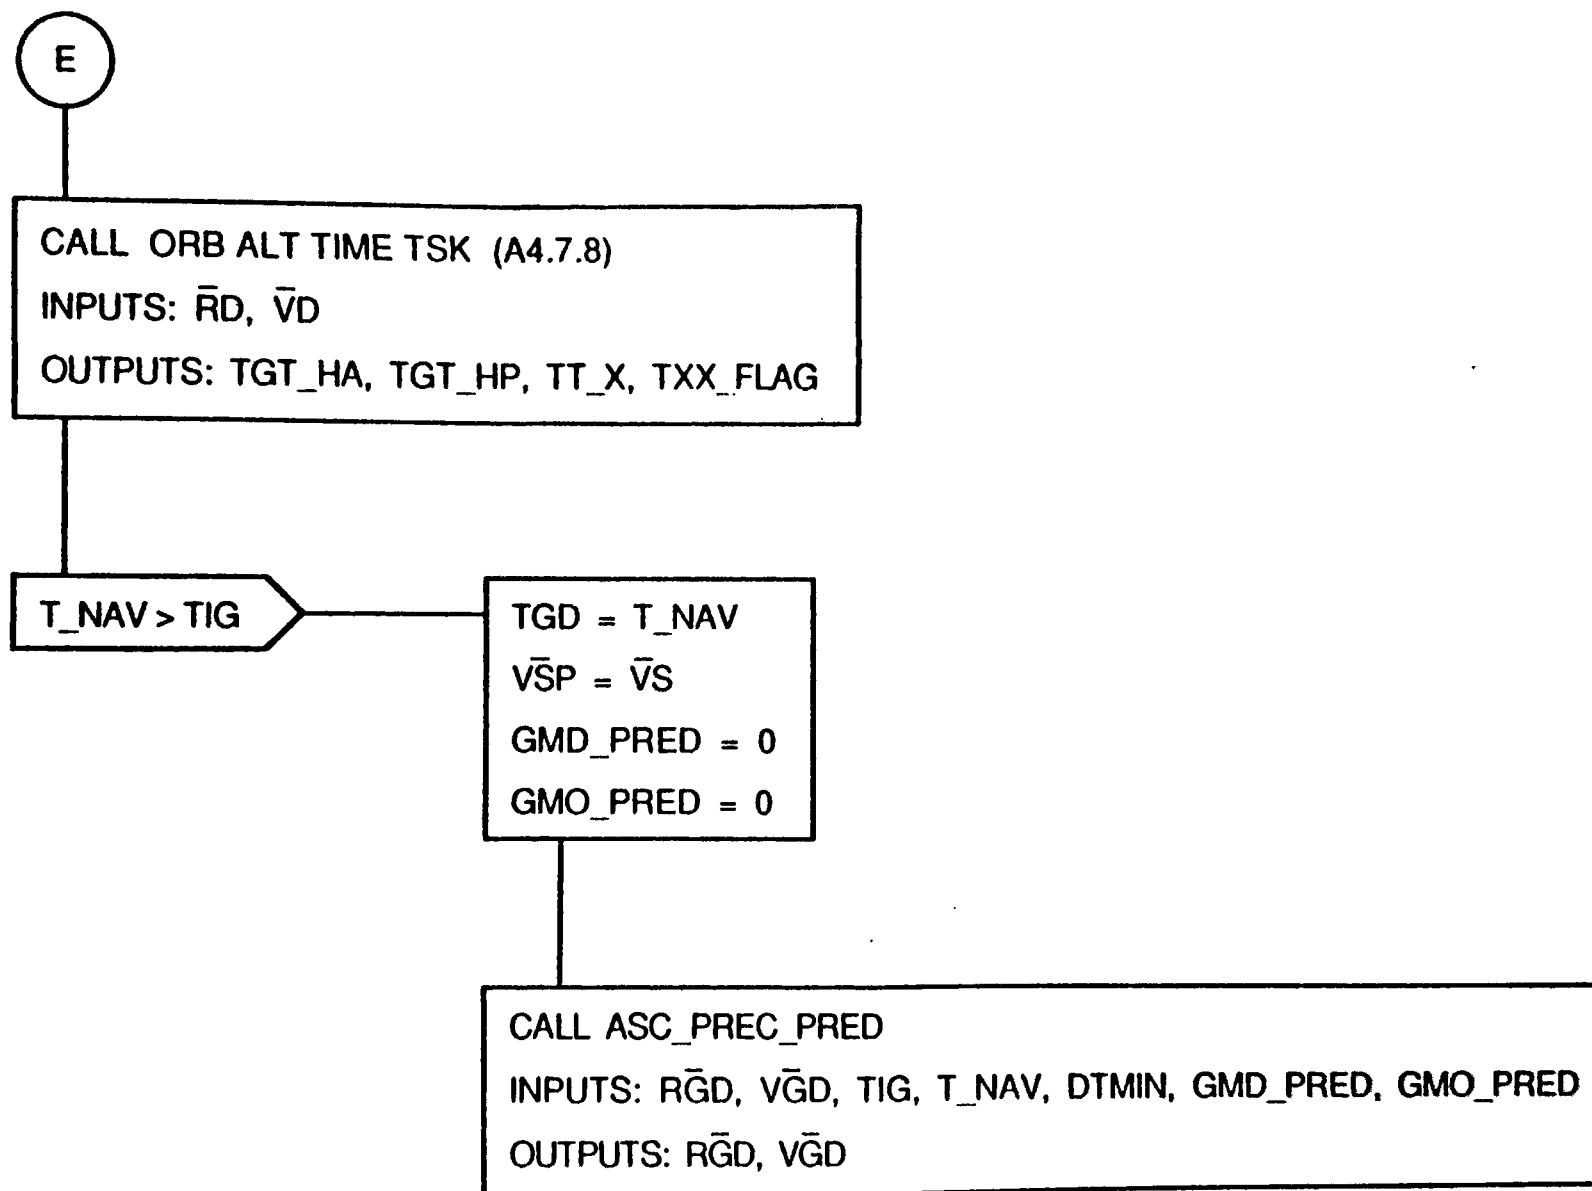 E
CALL ORB ALT TIME TSK (A4.7.8)
INPUTS: R̄D, V̄D
OUTPUTS: TGT_HA, TGT_HP, TT_X, TXX_FLAG
T_NAV > TIG
TGD = T_NAV
VS̄P = V̄S
GMD_PRED = 0
GMO_PRED = 0
CALL ASC_PREC_PRED
INPUTS: RḠD, VḠD, TIG, T_NAV, DTMIN, GMD_PRED, GMO_PRED
OUTPUTS: RḠD, VḠD